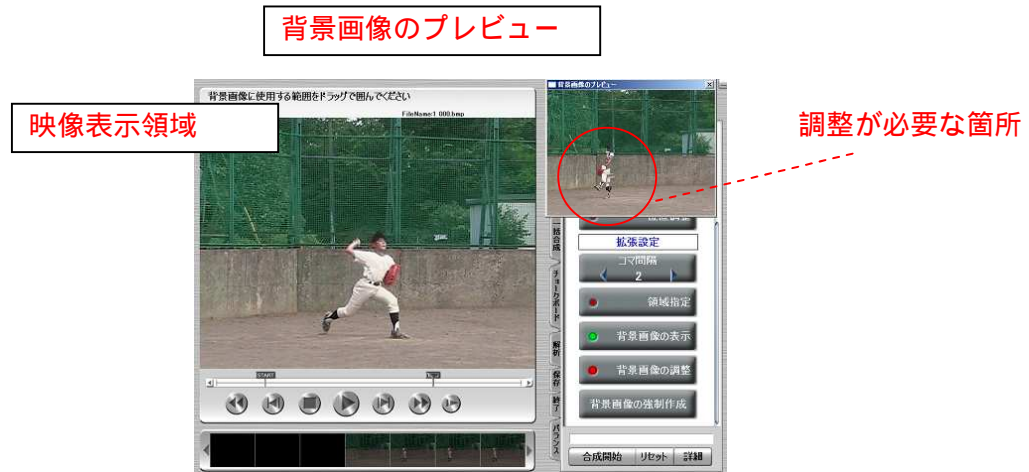 背景画像のプレビュー
映像表示領域
調整が必要な箇所
背景画像に使用する範囲をドラッグで囲んでください
FileName:1 000.bmp
背景画像のプレビュー
拡張設定
コマ間隔
2
領域指定
背景画像の表示
背景画像の調整
背景画像の強制作成
一括合成
チョークボード
解析
保存
終了
バランス
START
合成開始
リセット
詳細